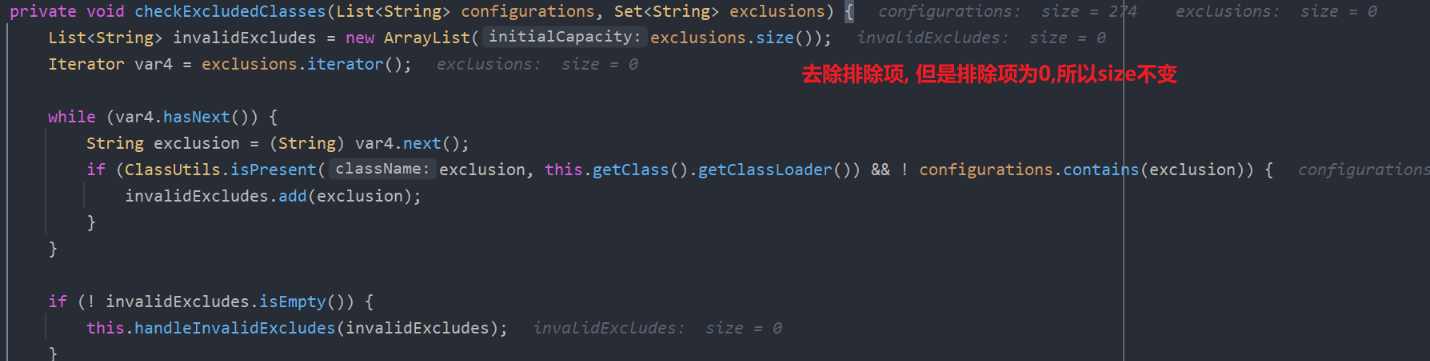 private void checkExcludedClasses(List<String> configurations, Set<String> exclusions) { configurations: size = 274 exclusions: size = 0
List<String> invalidExcludes = new ArrayList( initialCapacity: exclusions.size()); invalidExcludes: size = 0
Iterator var4 = exclusions.iterator(); exclusions: size = 0
去除排除项, 但是排除项为0,所以size不变
while (var4.hasNext()) {
String exclusion = (String) var4.next();
if (ClassUtils.isPresent( className: exclusion, this.getClass().getClassLoader()) && ! configurations.contains(exclusion)) { configurations
invalidExcludes.add(exclusion);
}
}
if (! invalidExcludes.isEmpty()) {
this.handleInvalidExcludes(invalidExcludes); invalidExcludes: size = 0
}